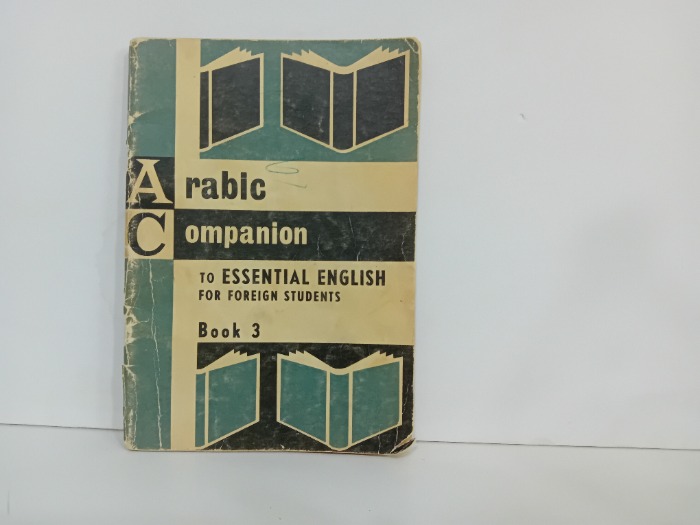 Arabic
Companion
TO ESSENTIAL ENGLISH
FOR FOREIGN STUDENTS
Book 3